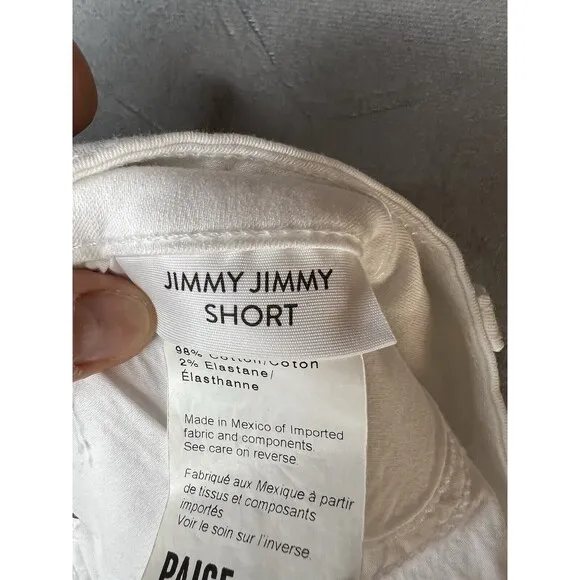 JIMMY JIMMY
SHORT
98% Cotton/Coton
2% Elastane/
Élasthanne
Made in Mexico of Imported
fabric and components
See care on reverse
Fabriqué aux Mexique à partir
de tissus et composants
importés
Voir le soin sur l'inverse.
PAIGE